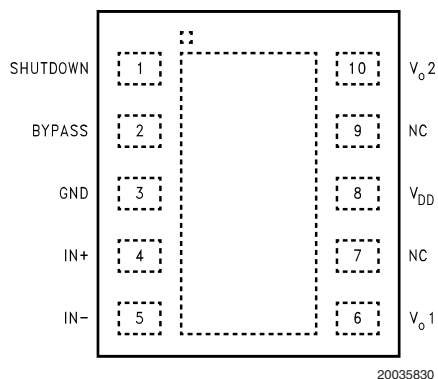 SHUTDOWN 1 10 Vo2
BYPASS 2 9 NC
GND 3 8 VDD
IN+ 4 7 NC
IN- 5 6 Vo1
20035830